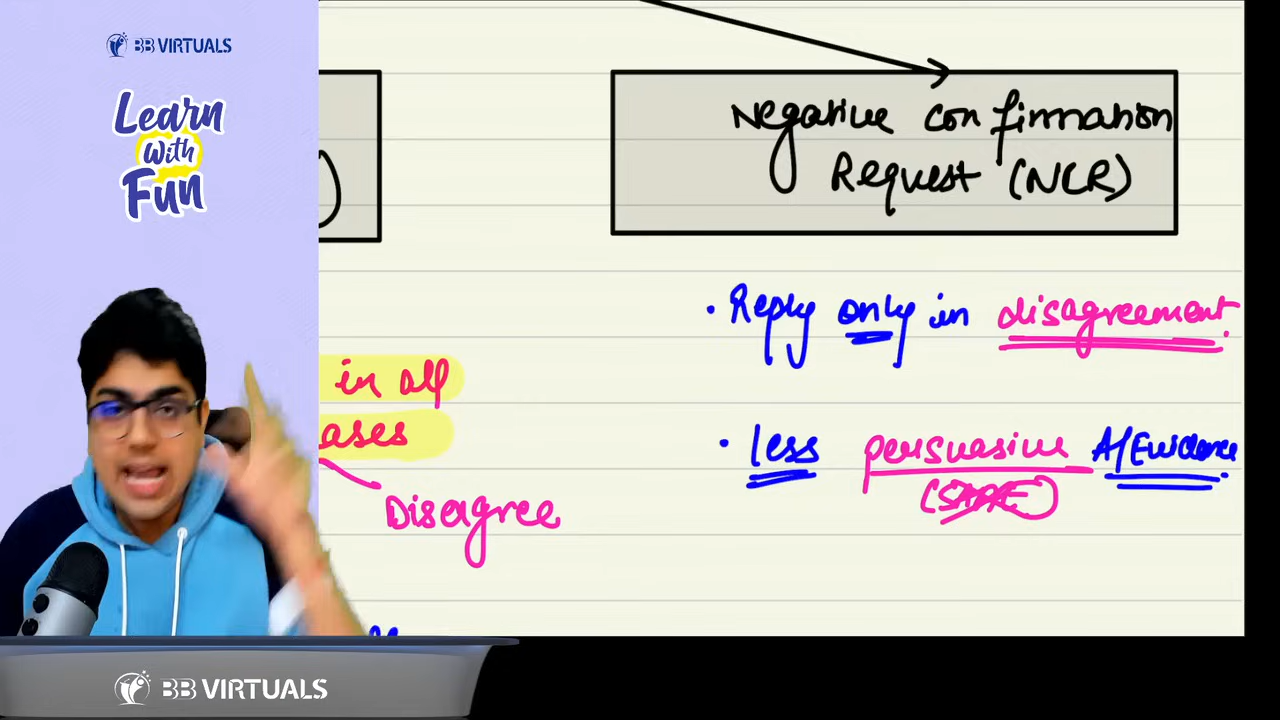 BB VIRTUALS
Learn
With
Fun
Negative confirmation
Request (NCR)
)
• Reply only in disagreement.
in all
ases
• less persuasive A/Evidence
Disagree
BB VIRTUALS